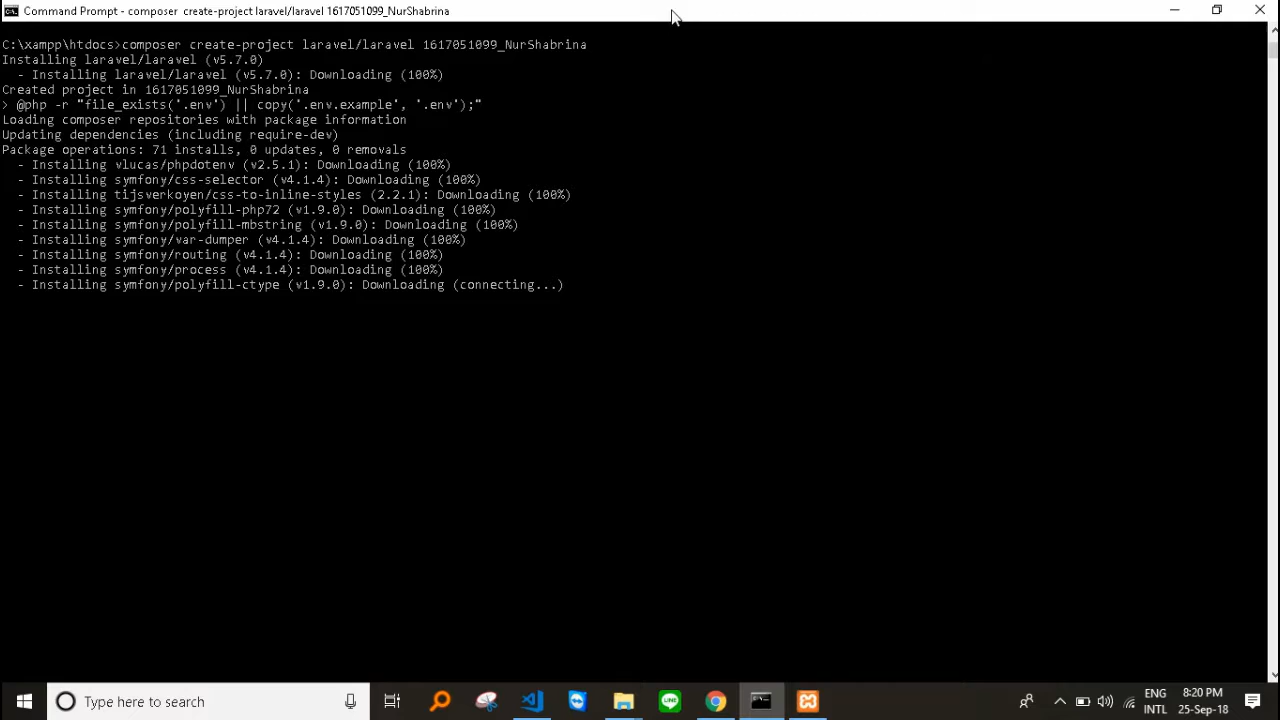 Command Prompt - composer  create-project laravel/laravel 1617051099_NurShabrina
C:\xampp\htdocs>composer create-project laravel/laravel 1617051099_NurShabrina
Installing laravel/laravel (v5.7.0)
  - Installing laravel/laravel (v5.7.0): Downloading (100%)
Created project in 1617051099_NurShabrina
> @php -r "file_exists('.env') || copy('.env.example', '.env');"
Loading composer repositories with package information
Updating dependencies (including require-dev)
Package operations: 71 installs, 0 updates, 0 removals
  - Installing vlucas/phpdotenv (v2.5.1): Downloading (100%)
  - Installing symfony/css-selector (v4.1.4): Downloading (100%)
  - Installing tijsverkoyen/css-to-inline-styles (2.2.1): Downloading (100%)
  - Installing symfony/polyfill-php72 (v1.9.0): Downloading (100%)
  - Installing symfony/polyfill-mbstring (v1.9.0): Downloading (100%)
  - Installing symfony/var-dumper (v4.1.4): Downloading (100%)
  - Installing symfony/routing (v4.1.4): Downloading (100%)
  - Installing symfony/process (v4.1.4): Downloading (100%)
  - Installing symfony/polyfill-ctype (v1.9.0): Downloading (connecting...)
Type here to search
LINE
ENG
INTL
8:20 PM
25-Sep-18